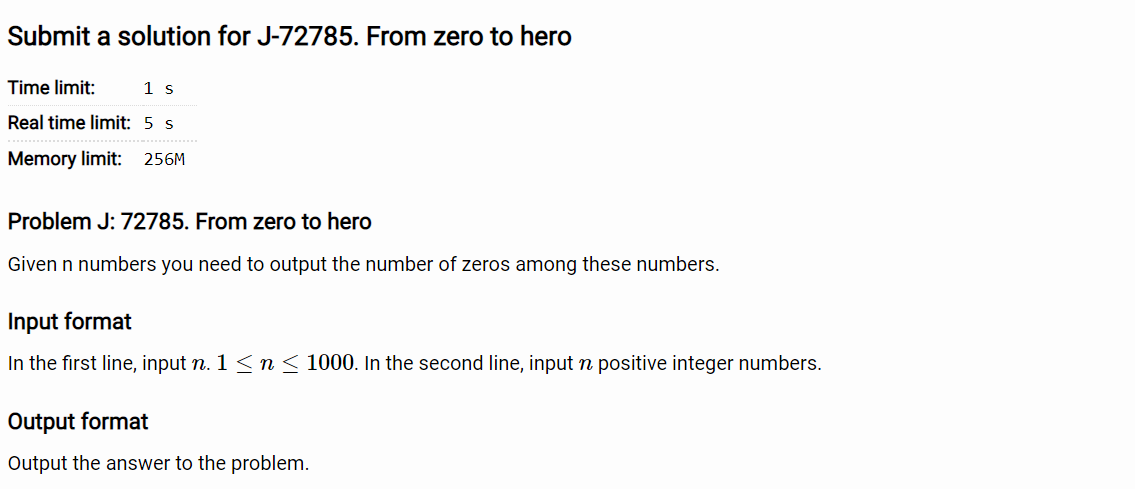 Submit a solution for J-72785. From zero to hero
Time limit: 1 s
Real time limit: 5 s
Memory limit: 256M
Problem J: 72785. From zero to hero
Given n numbers you need to output the number of zeros among these numbers.
Input format
In the first line, input n. 1 ≤ n ≤ 1000. In the second line, input n positive integer numbers.
Output format
Output the answer to the problem.